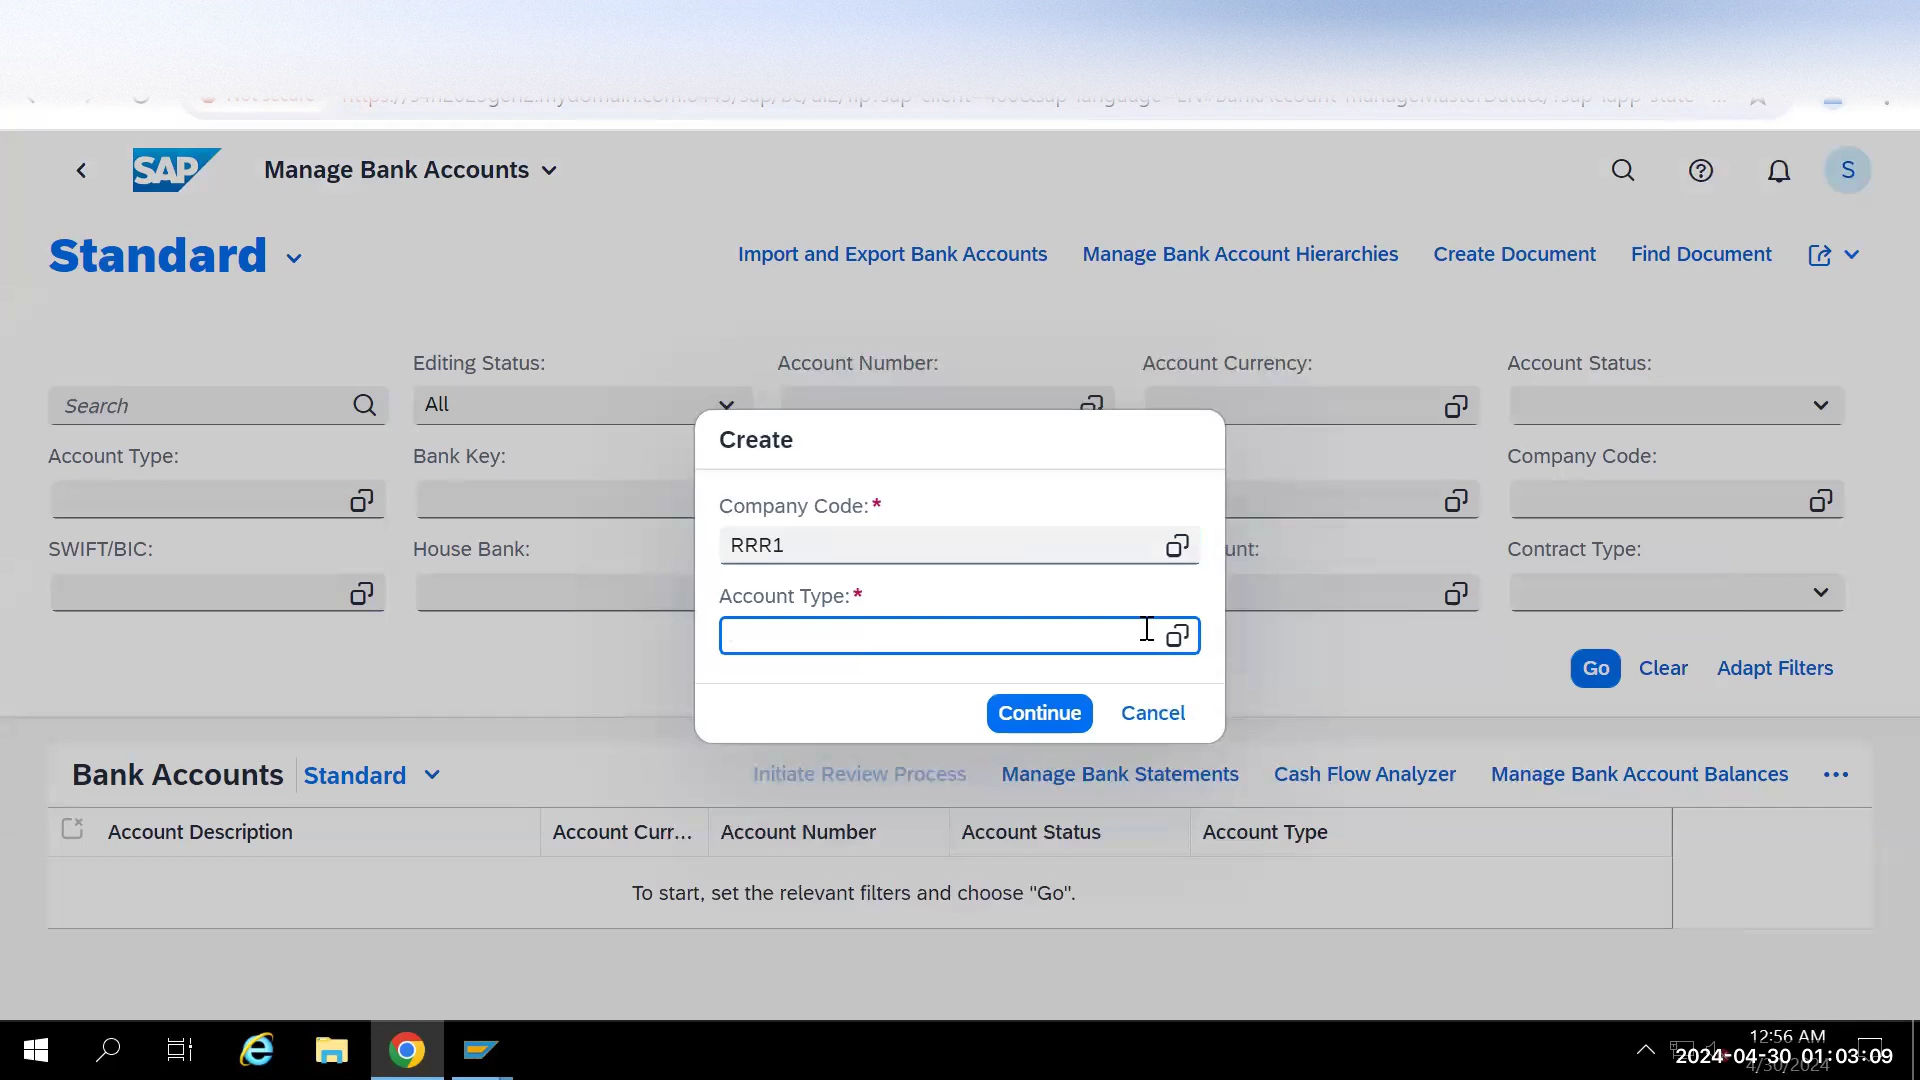 SAP
Manage Bank Accounts
S
Standard
Import and Export Bank Accounts
Manage Bank Account Hierarchies
Create Document
Find Document
Editing Status:
Account Number:
Account Currency:
Account Status:
Search
All
Account Type:
Bank Key:
Company Code:
SWIFT/BIC:
House Bank:
Contract Type:
Create
Company Code:*
RRR1
Account Type:*
Continue
Cancel
Go
Clear
Adapt Filters
Bank Accounts
Standard
Initiate Review Process
Manage Bank Statements
Cash Flow Analyzer
Manage Bank Account Balances
Account Description
Account Curr...
Account Number
Account Status
Account Type
To start, set the relevant filters and choose "Go".
12:56 AM
2024-04-30 01:03:09
4/30/2024